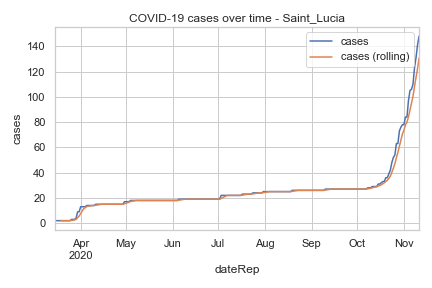 COVID-19 cases over time - Saint_Lucia
cases
cases (rolling)
140
120
100
80
60
40
20
0
cases
Apr
2020
May
Jun
Jul
Aug
Sep
Oct
Nov
dateRep